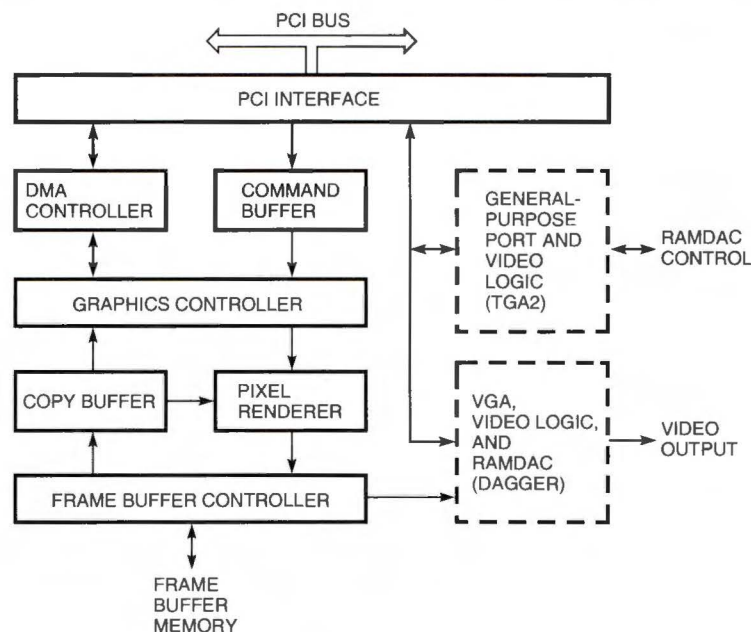 PCI BUS
PCI INTERFACE
DMA
CONTROLLER
COMMAND
BUFFER
GENERAL-
PURPOSE
PORT AND
VIDEO
LOGIC
(TGA2)
RAMDAC
CONTROL
GRAPHICS CONTROLLER
COPY BUFFER
PIXEL
RENDERER
VGA,
VIDEO LOGIC,
AND
RAMDAC
(DAGGER)
VIDEO
OUTPUT
FRAME BUFFER CONTROLLER
FRAME
BUFFER
MEMORY